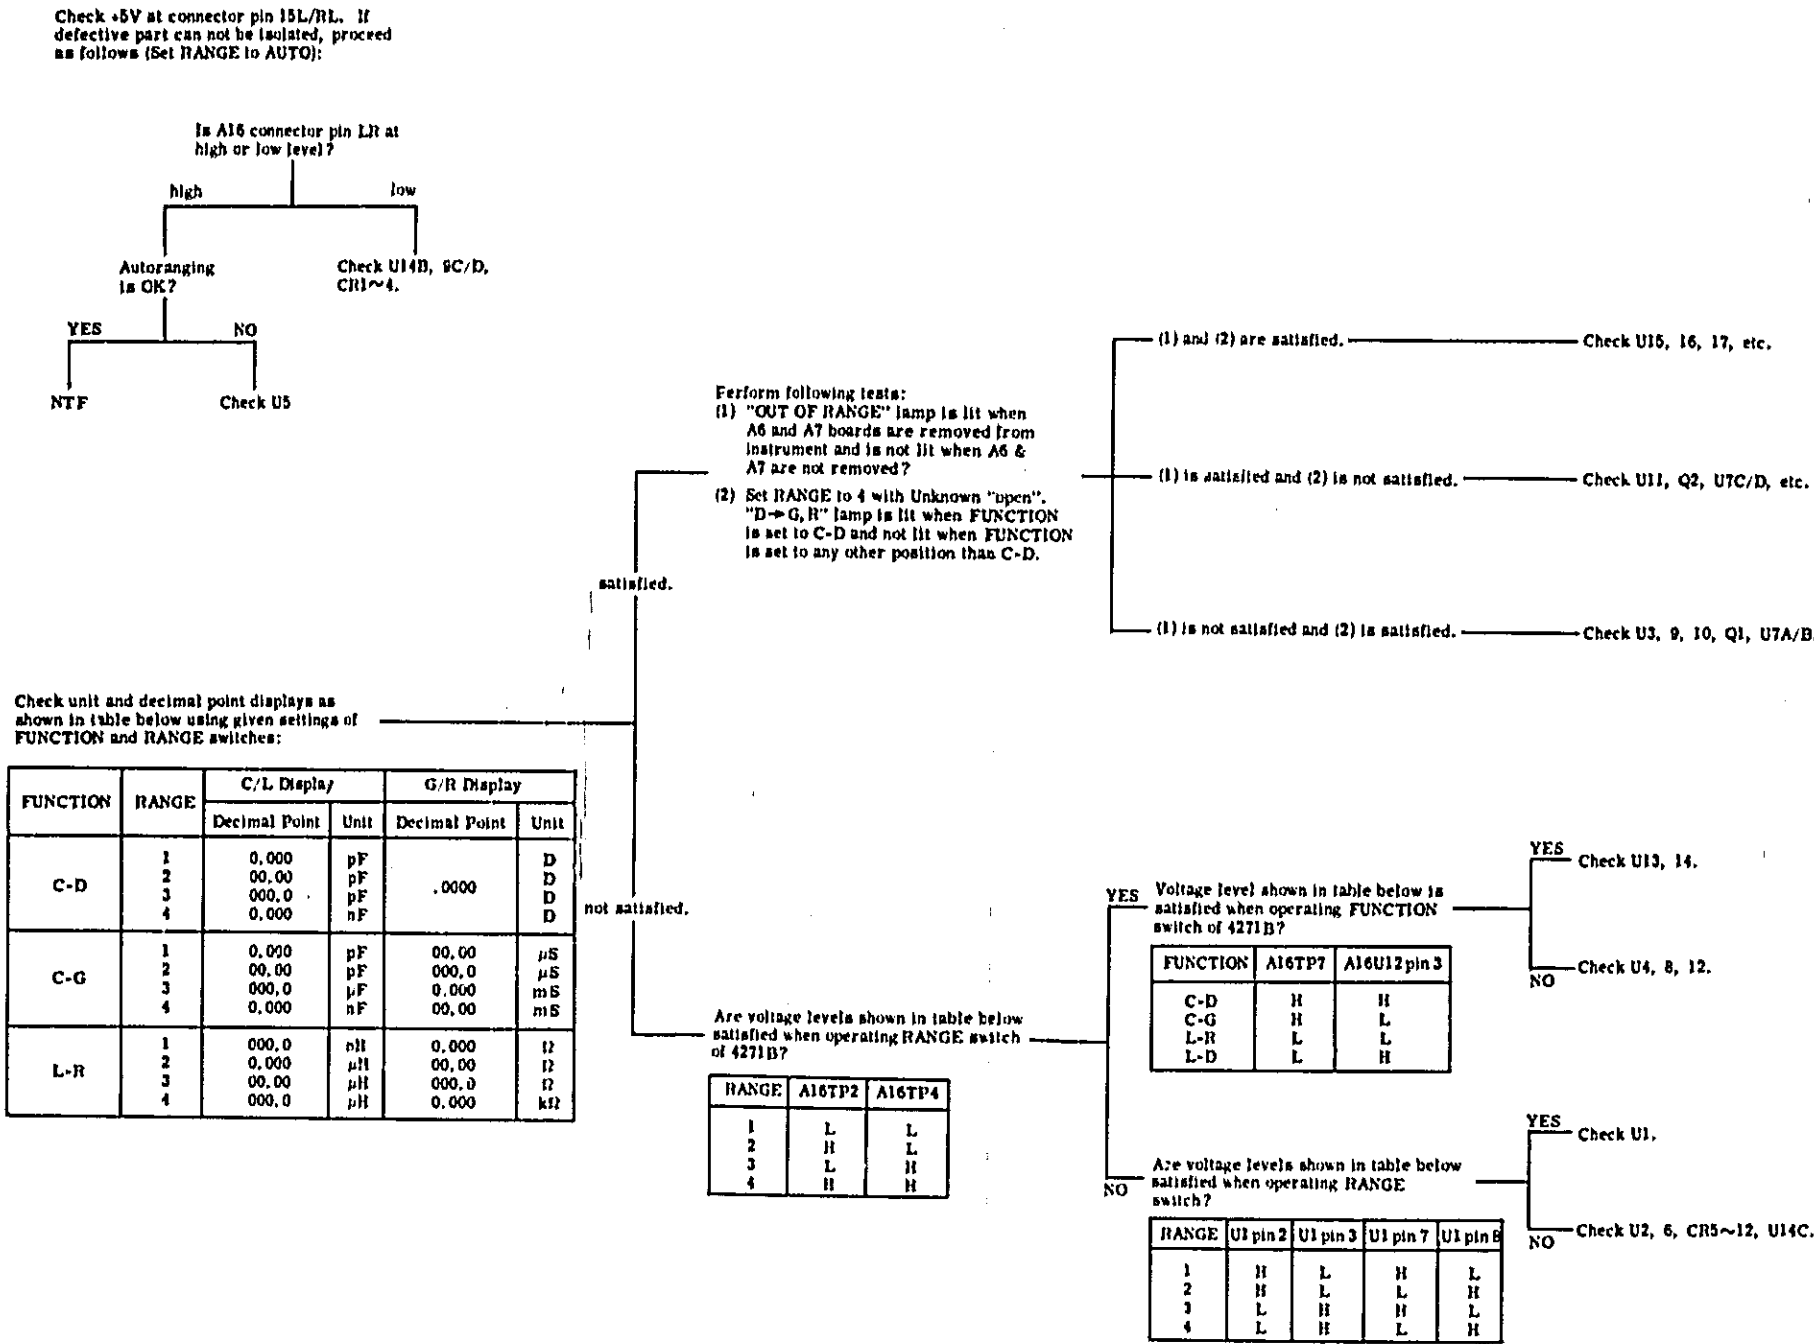 Check +5V at connector pin 15L/RL. If
defective part can not be isolated, proceed
as follows (Set RANGE to AUTO):
Is A16 connector pin LR at
high or low level?
high
low
Autoranging
is OK?
Check U14B, 9C/D,
CR1~4.
YES
NO
NTF
Check U5
Perform following tests:
(1) "OUT OF RANGE" lamp is lit when
A6 and A7 boards are removed from
instrument and is not lit when A6 &
A7 are not removed?
(2) Set RANGE to 4 with Unknown "open".
"D→G,R" lamp is lit when FUNCTION
is set to C-D and not lit when FUNCTION
is set to any other position than C-D.
(1) and (2) are satisfied.
Check U15, 16, 17, etc.
(1) is satisfied and (2) is not satisfied.
Check U11, Q2, U7C/D, etc.
(1) is not satisfied and (2) is satisfied.
Check U3, 9, 10, Q1, U7A/B.
satisfied.
Check unit and decimal point displays as
shown in table below using given settings of
FUNCTION and RANGE switches:
FUNCTION RANGE C/L Display G/R Display
Decimal Point Unit Decimal Point Unit
C-D
1 0.000 pF D
2 00.00 pF D
.0000
3 000.0 pF D
4 0.000 nF D
C-G
1 0.000 pF 00.00 µS
2 00.00 pF 000.0 µS
3 000.0 µF 0.000 mS
4 0.000 nF 00.00 mS
L-R
1 000.0 nH 0.000 Ω
2 0.000 µH 00.00 Ω
3 00.00 µH 000.0 Ω
4 000.0 µH 0.000 kΩ
not satisfied.
Are voltage levels shown in table below
satisfied when operating RANGE switch
of 4271B?
RANGE A16TP2 A16TP4
1 L L
2 H L
3 L H
4 H H
YES
Voltage level shown in table below is
satisfied when operating FUNCTION
switch of 4271B?
FUNCTION A16TP7 A16U12pin 3
C-D H H
C-G H L
L-R L L
L-D L H
YES
Check U13, 14.
NO
Check U4, 8, 12.
NO
Are voltage levels shown in table below
satisfied when operating RANGE
switch?
RANGE U1 pin 2 U1 pin 3 U1 pin 7 U1 pin 8
1 H L H L
2 H L L H
3 L H H L
4 L H L H
YES
Check U1.
NO
Check U2, 6, CR5~12, U14C.